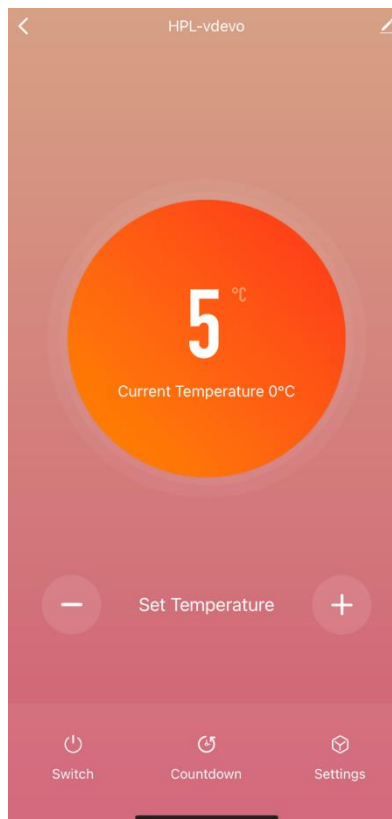 HPL-vdevo
5 °C
Current Temperature 0°C
Set Temperature
Switch Countdown Settings